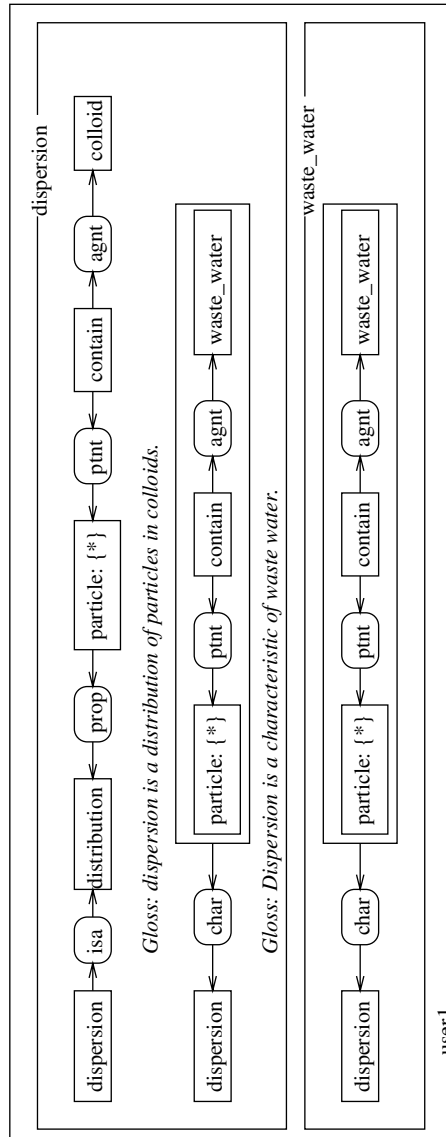 dispersion
dispersion isa distribution prop particle: {*} ptnt contain agnt colloid
Gloss: dispersion is a distribution of particles in colloids.
dispersion char particle: {*} ptnt contain agnt waste_water
Gloss: Dispersion is a characteristic of waste water.
waste_water
dispersion char particle: {*} ptnt contain agnt waste_water
user1